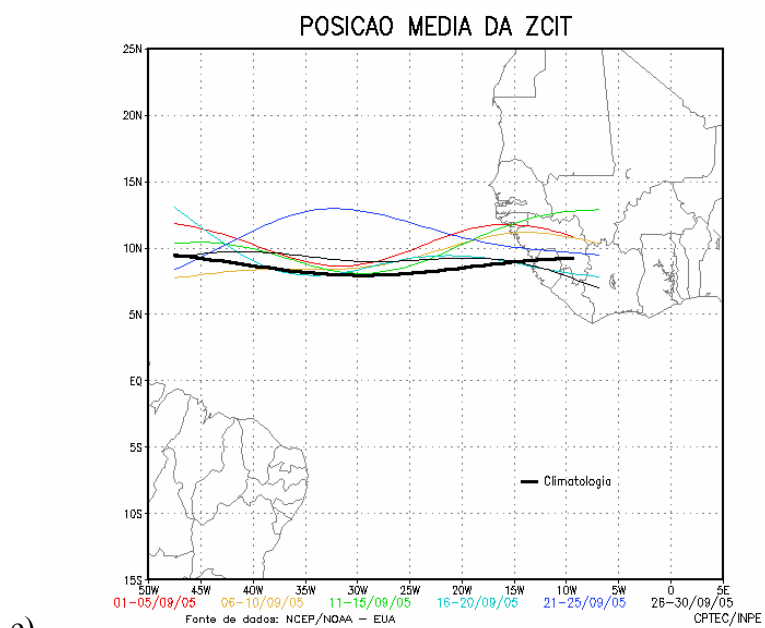 POSICAO MEDIA DA ZCIT
25N
20N
15N
10N
5N
EQ
5S
10S
15S
Climatologia
50W 45W 40W 35W 30W 25W 20W 15W 10W 5W 0 5E
01-05/09/05 06-10/09/05 11-15/09/05 16-20/09/05 21-25/09/05 26-30/09/05
Fonte de dados: NCEP/NOAA - EUA CPTEC/INPE